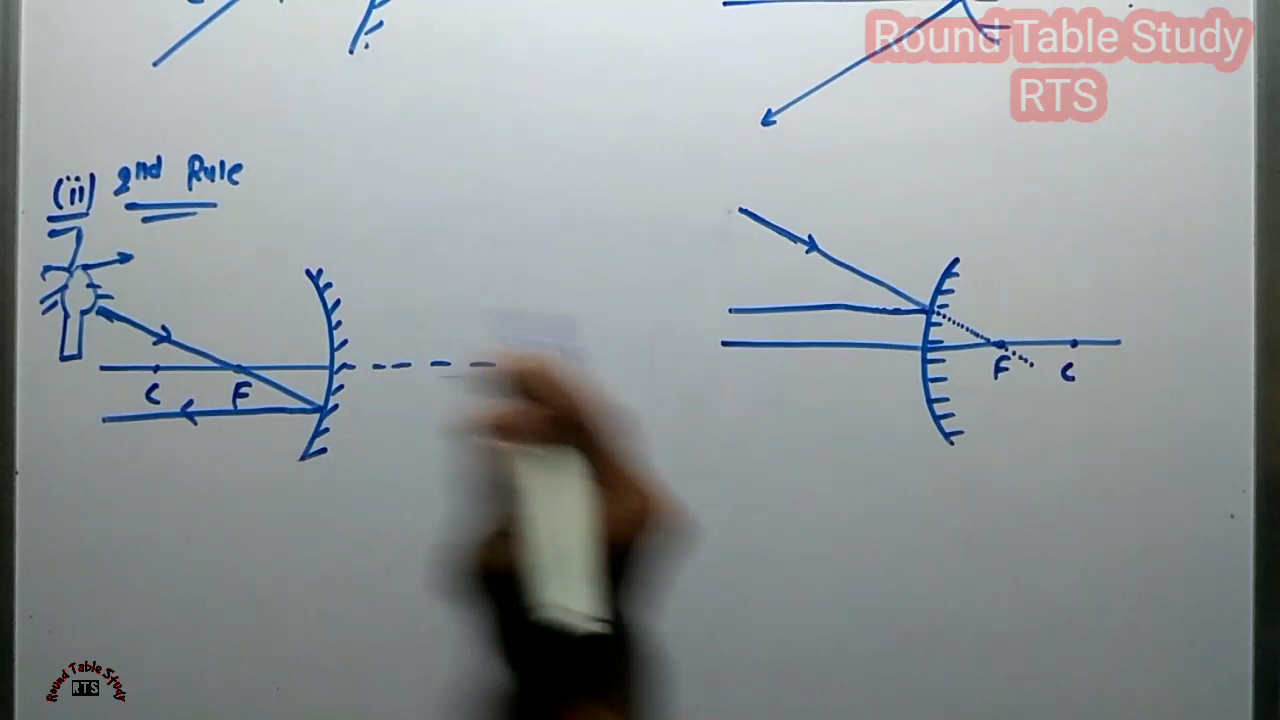 Round Table Study
RTS
(ii) 2nd Rule
C F
F C
Round Table Study
RTS